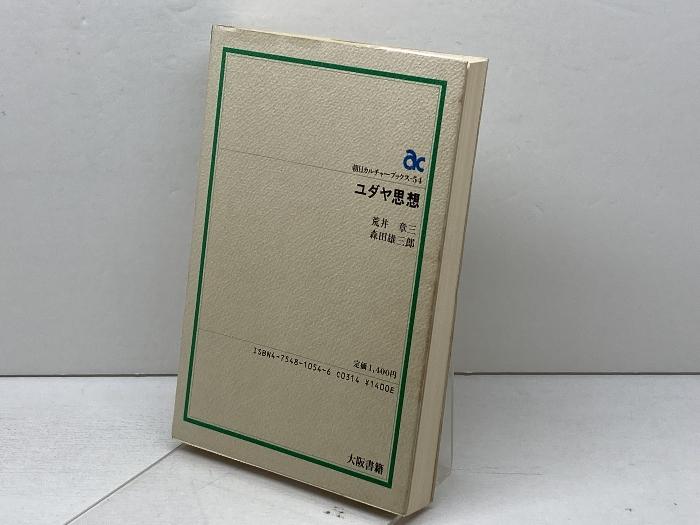 ac
朝日カルチャーブックス-54
ユダヤ思想
荒井 章三
森田雄三郎
定価1,400円
ISBN4-7548-1054-6 C0314 ¥1400E
大阪書籍